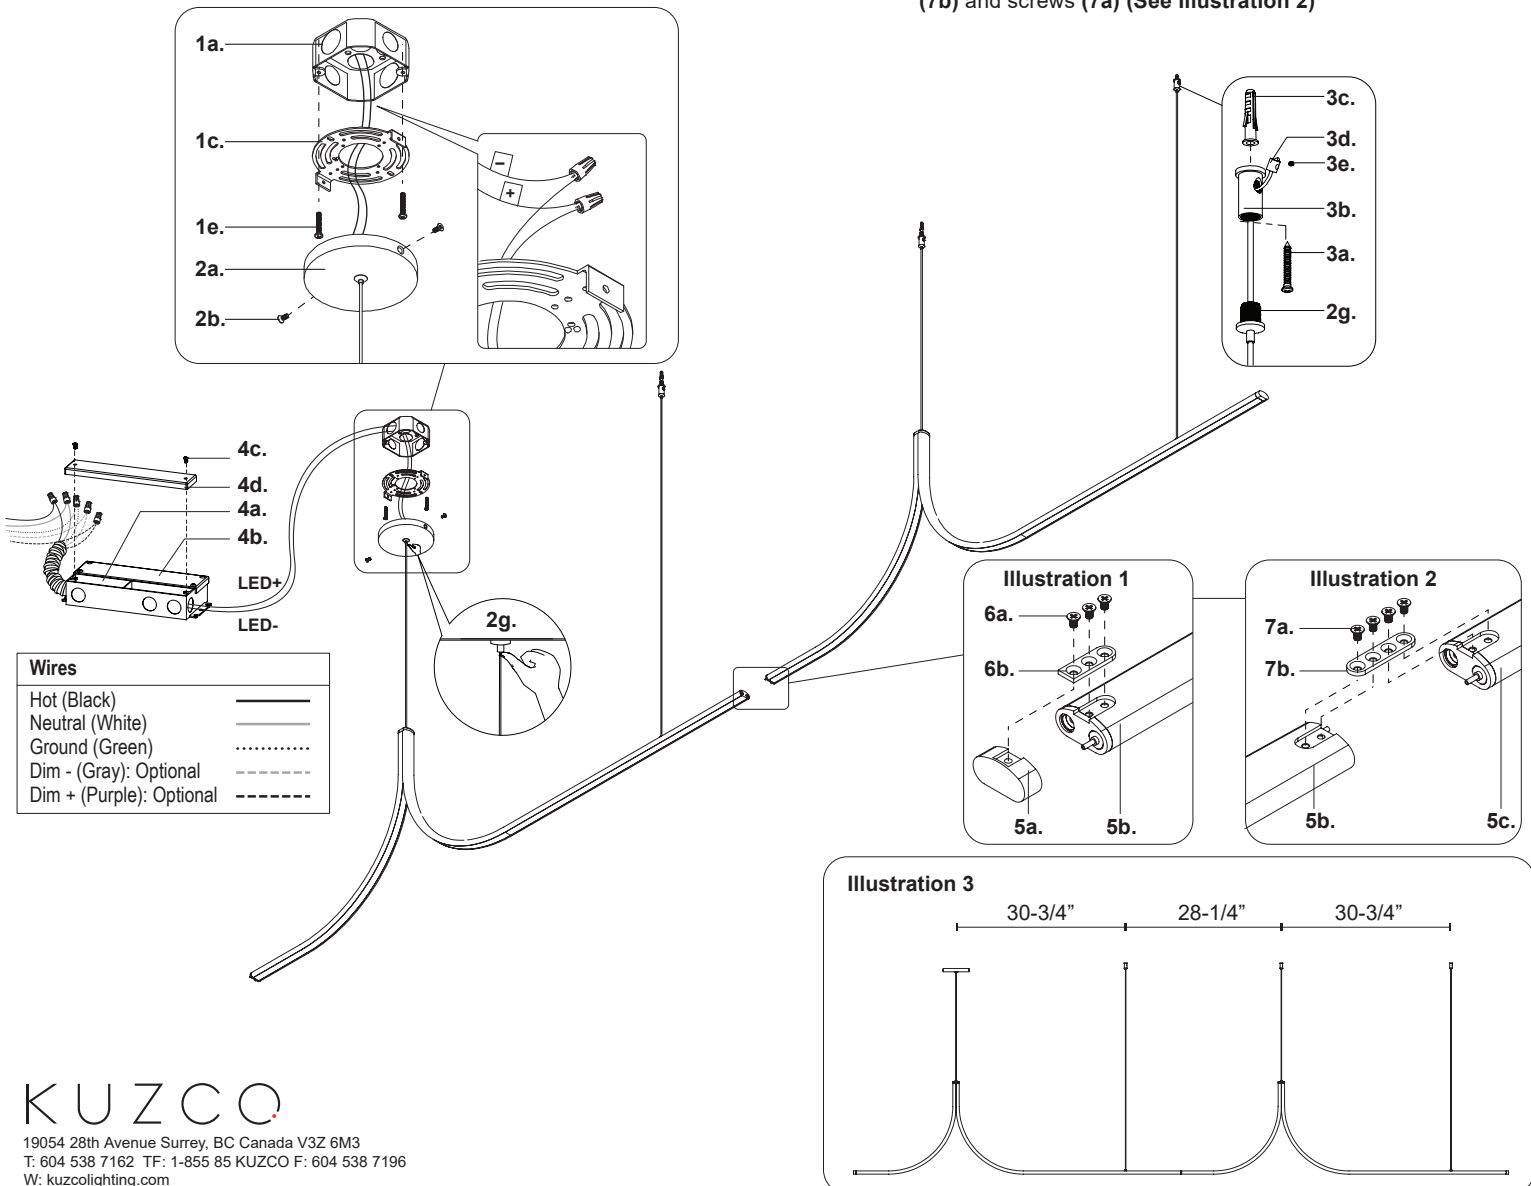 (7b) and screws (7a) (See Illustration 2)
1a.
1c.
1e.
2a.
2b.
-
+
3c.
3d.
3e.
3b.
3a.
2g.
4c.
4d.
4a.
4b.
LED+
LED-
2g.
Wires
Hot (Black)
Neutral (White)
Ground (Green)
Dim - (Gray): Optional
Dim + (Purple): Optional
Illustration 1
6a.
6b.
5a.
5b.
Illustration 2
7a.
7b.
5b.
5c.
Illustration 3
30-3/4”
28-1/4”
30-3/4”
KUZCO
19054 28th Avenue Surrey, BC Canada V3Z 6M3
T: 604 538 7162 TF: 1-855 85 KUZCO F: 604 538 7196
W: kuzcolighting.com